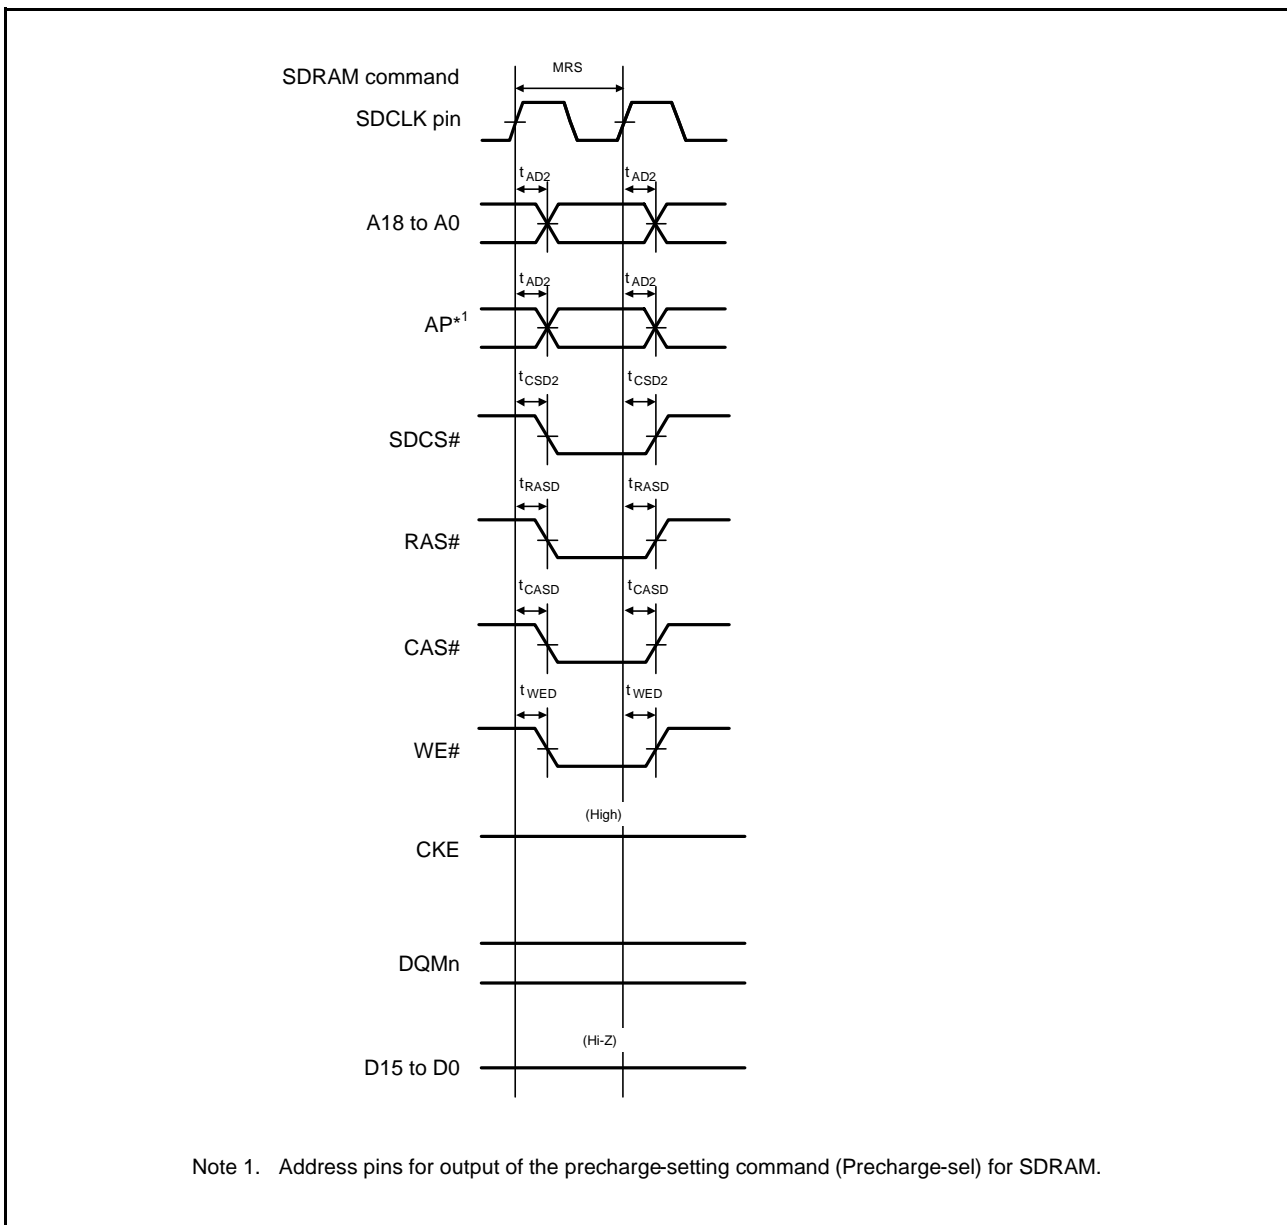 MRS
SDRAM command
SDCLK pin
tAD2 tAD2
A18 to A0
tAD2 tAD2
AP*1
tCSD2 tCSD2
SDCS#
tRASD tRASD
RAS#
tCASD tCASD
CAS#
tWED tWED
WE#
(High)
CKE
DQMn
(Hi-Z)
D15 to D0
Note 1. Address pins for output of the precharge-setting command (Precharge-sel) for SDRAM.